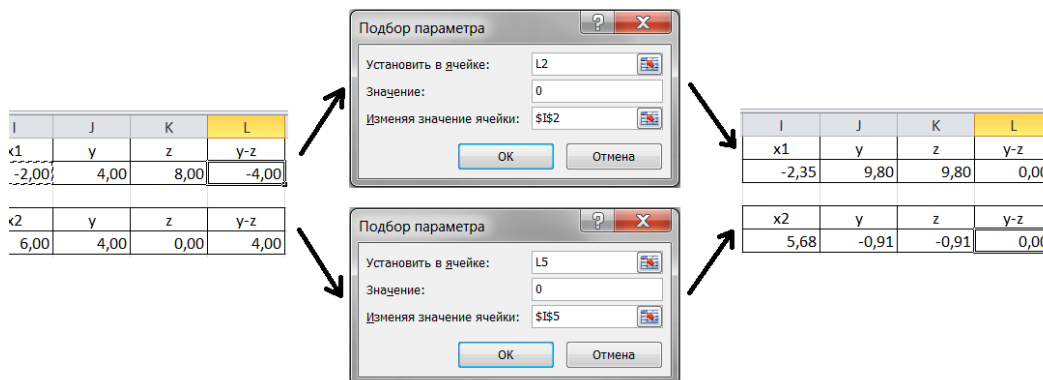 Подбор параметра
Установить в ячейке: L2
Значение: 0
Изменяя значение ячейки: $I$2
ОК Отмена
I J K L
x1 y z y-z
-2,00 4,00 8,00 -4,00
x2 y z y-z
6,00 4,00 0,00 4,00
I J K L
x1 y z y-z
-2,35 9,80 9,80 0,00
x2 y z y-z
5,68 -0,91 -0,91 0,00
Подбор параметра
Установить в ячейке: L5
Значение: 0
Изменяя значение ячейки: $I$5
ОК Отмена